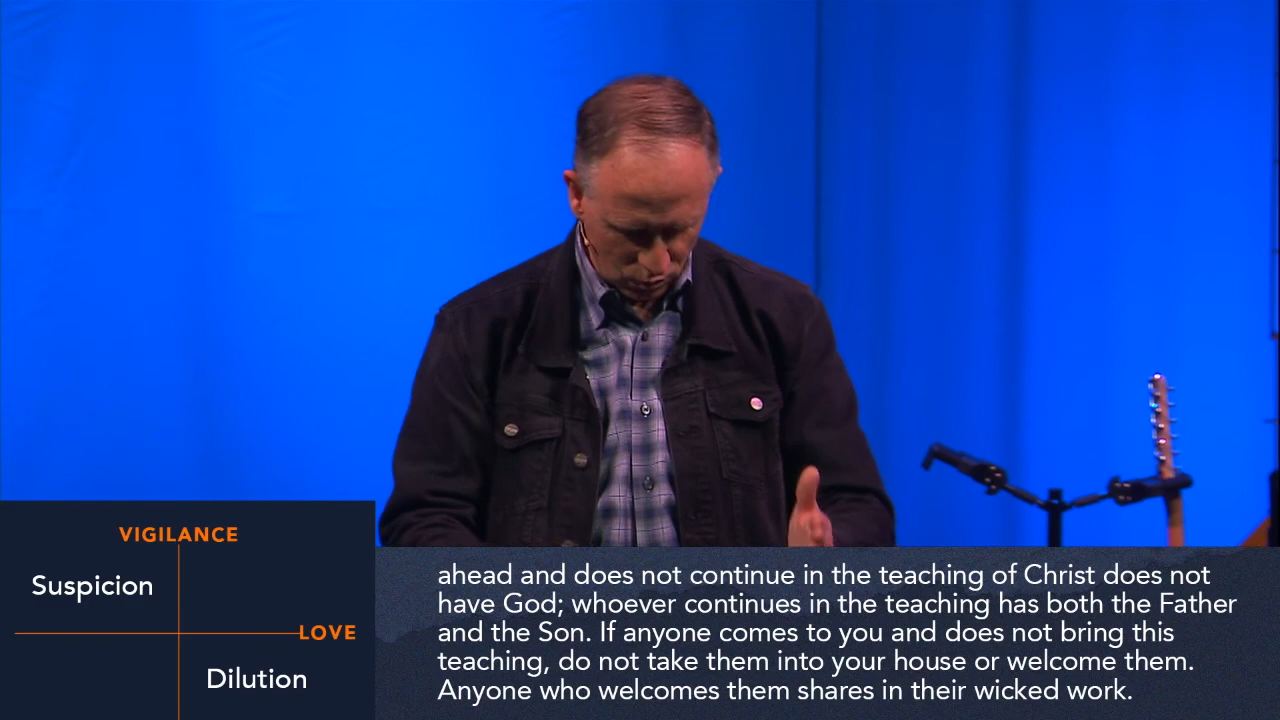 VIGILANCE
Suspicion
LOVE
Dilution
ahead and does not continue in the teaching of Christ does not
have God; whoever continues in the teaching has both the Father
and the Son. If anyone comes to you and does not bring this
teaching, do not take them into your house or welcome them.
Anyone who welcomes them shares in their wicked work.